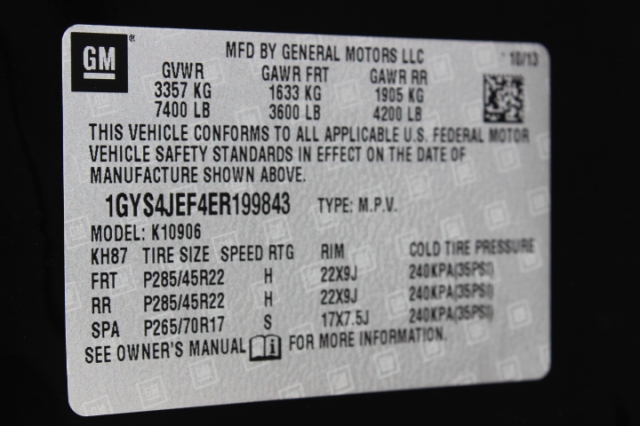 GM
MFD BY GENERAL MOTORS LLC 10/13
GVWR GAWR FRT GAWR RR
3357 KG 1633 KG 1905 KG
7400 LB 3600 LB 4200 LB
THIS VEHICLE CONFORMS TO ALL APPLICABLE U.S. FEDERAL MOTOR
VEHICLE SAFETY STANDARDS IN EFFECT ON THE DATE OF
MANUFACTURE SHOWN ABOVE.
1GYS4JEF4ER199843 TYPE: M.P.V.
MODEL: K10906
KH87 TIRE SIZE SPEED RTG RIM COLD TIRE PRESSURE
FRT P285/45R22 H 22X9J 240KPA(35PSI)
RR P285/45R22 H 22X9J 240KPA(35PSI)
SPA P265/70R17 S 17X7.5J 240KPA(35PSI)
SEE OWNER'S MANUAL FOR MORE INFORMATION.